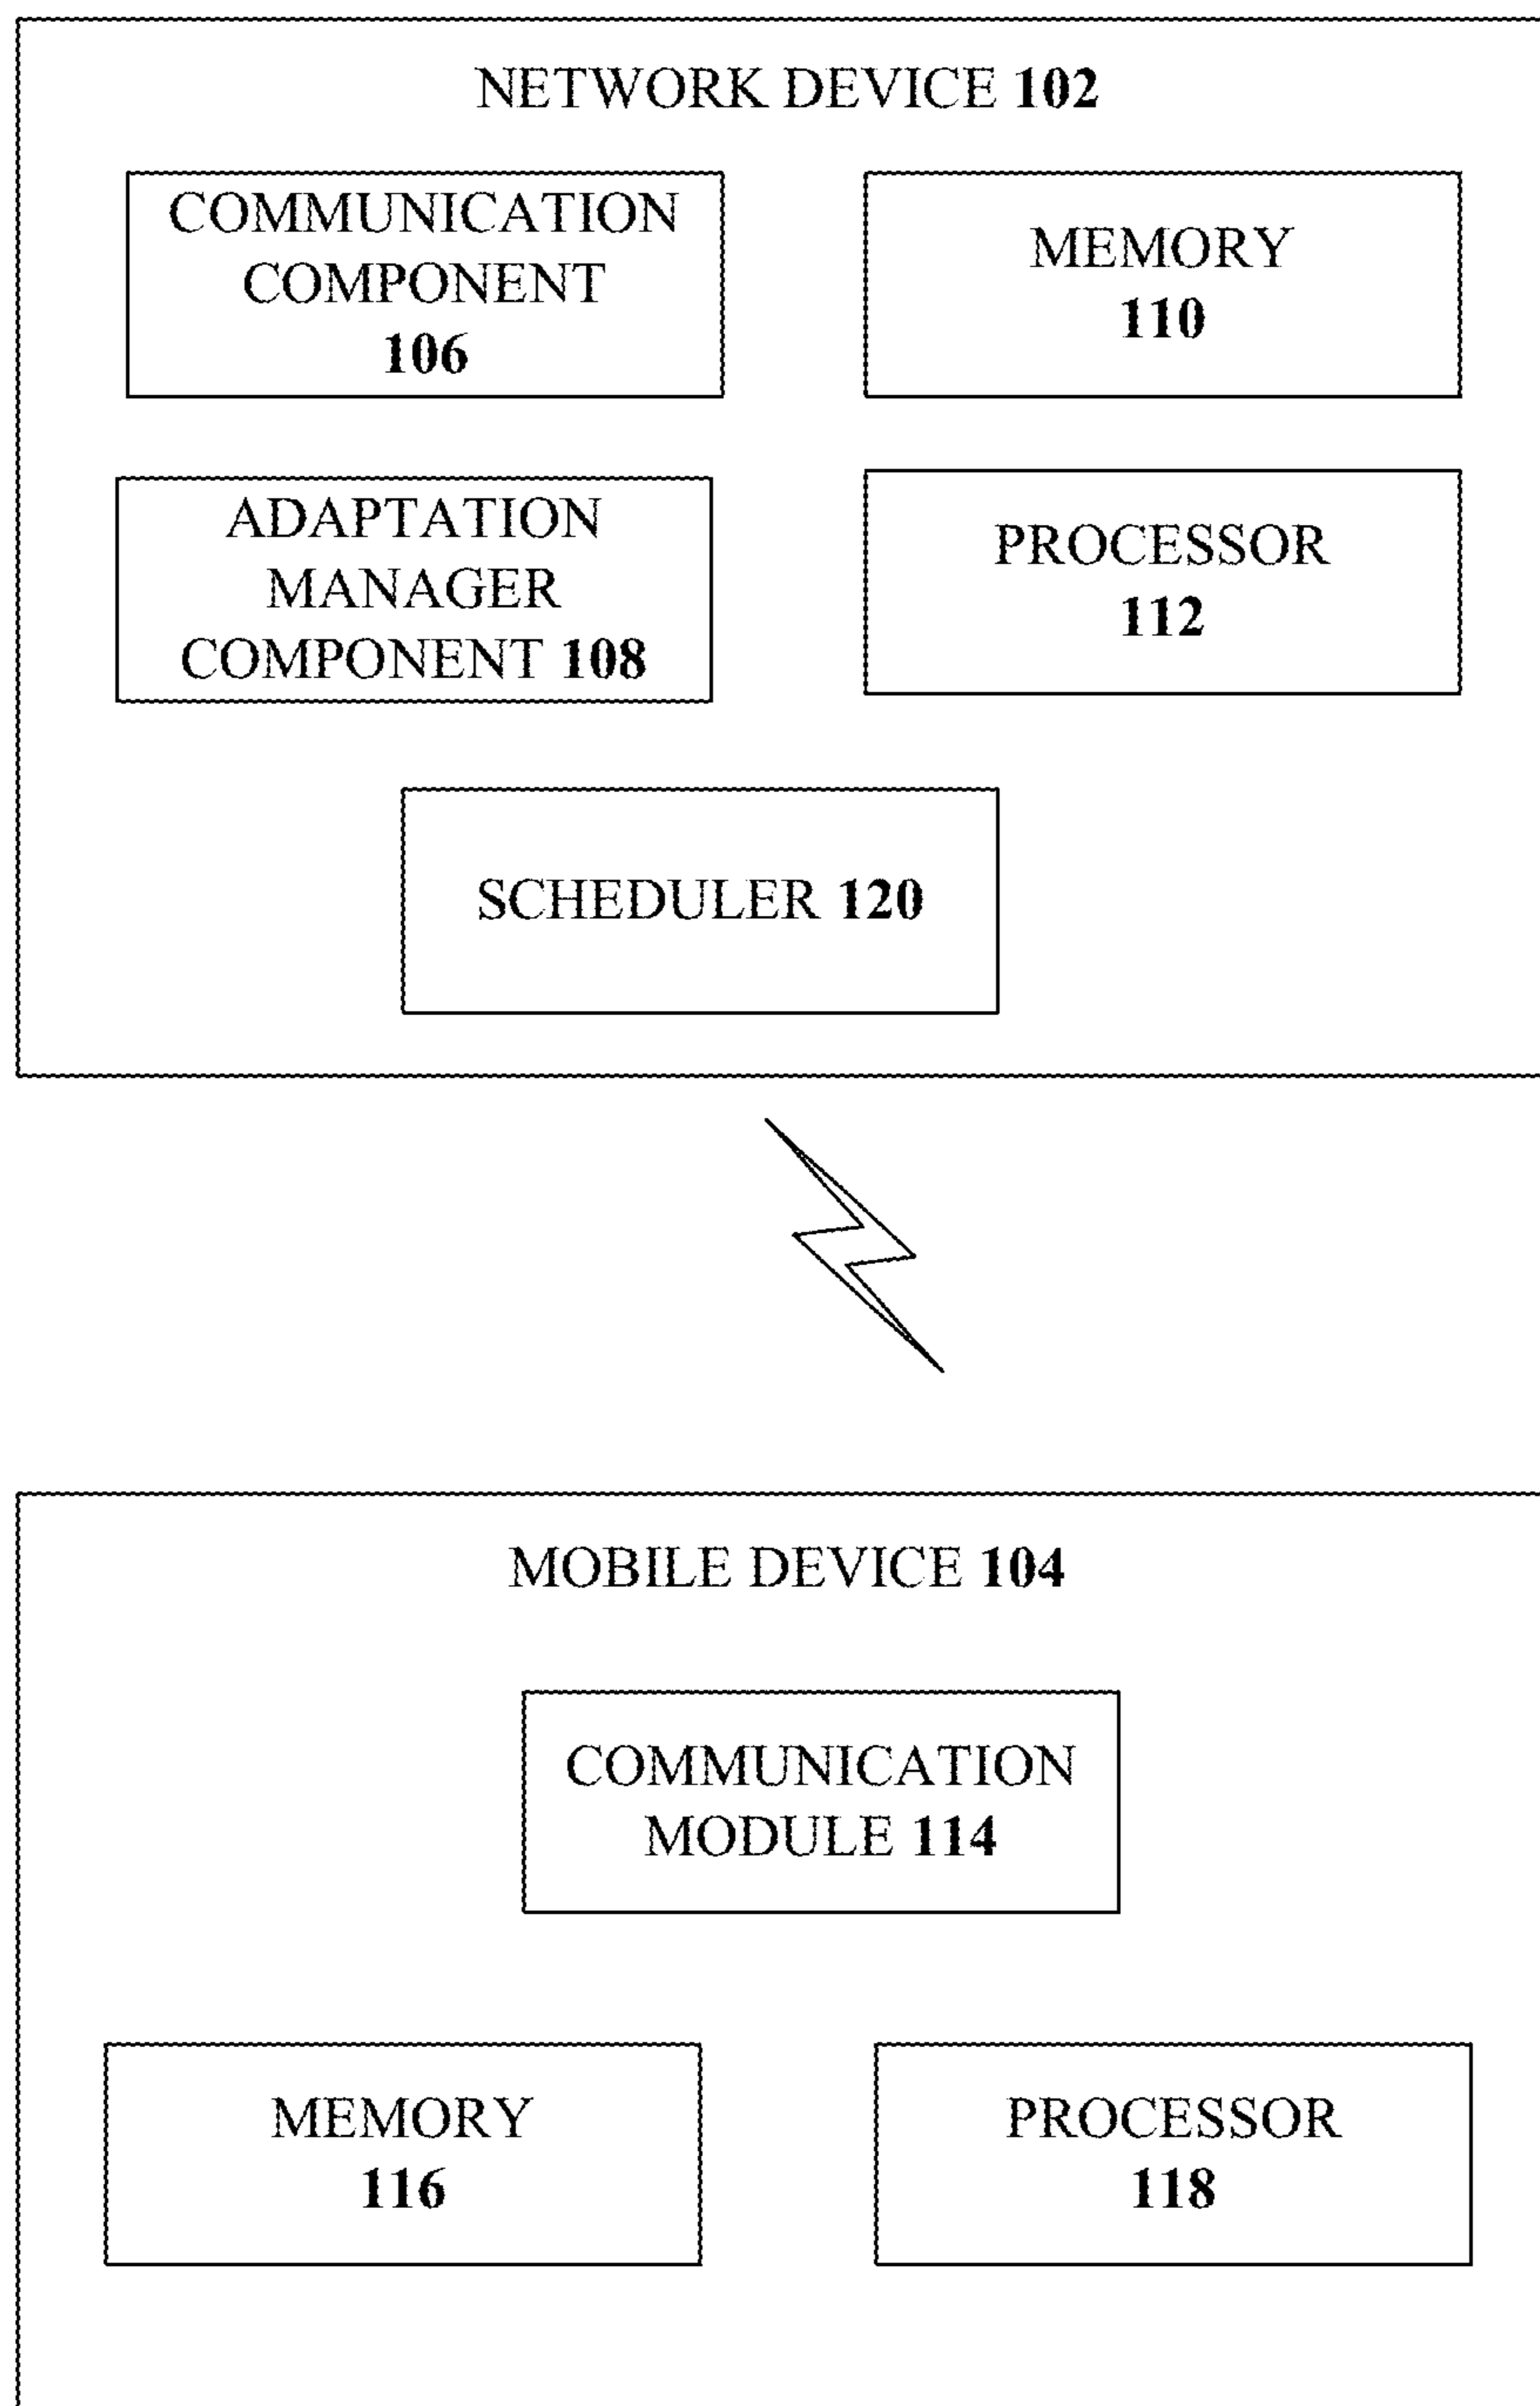 NETWORK DEVICE 102
COMMUNICATION
COMPONENT
106
MEMORY
110
ADAPTATION
MANAGER
COMPONENT 108
PROCESSOR
112
SCHEDULER 120
MOBILE DEVICE 104
COMMUNICATION
MODULE 114
MEMORY
116
PROCESSOR
118